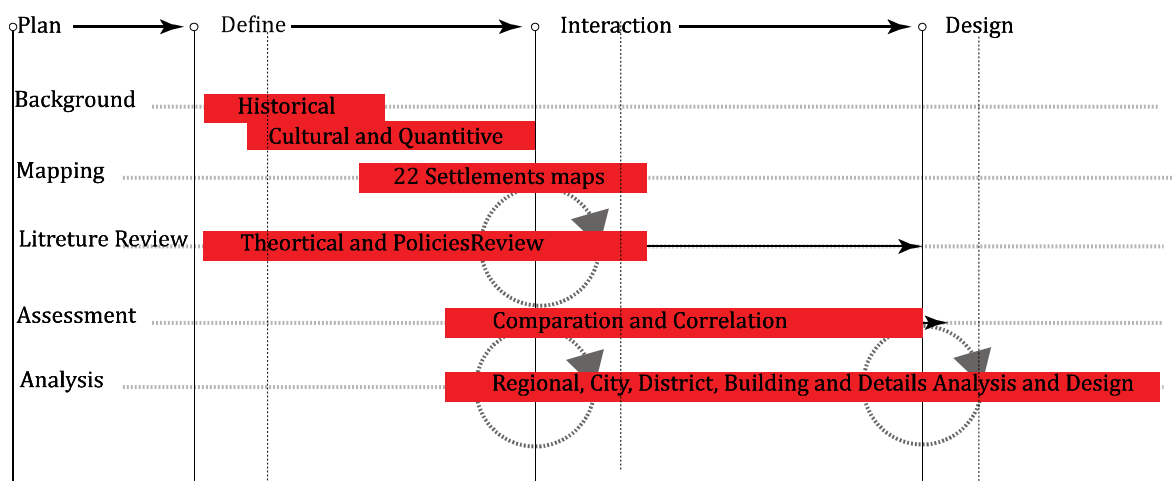 Plan Define Interaction Design
Background
Historical
Cultural and Quantitive
Mapping
22 Settlements maps
Litreture Review
Theortical and PoliciesReview
Assessment
Comparation and Correlation
Analysis
Regional, City, District, Building and Details Analysis and Design